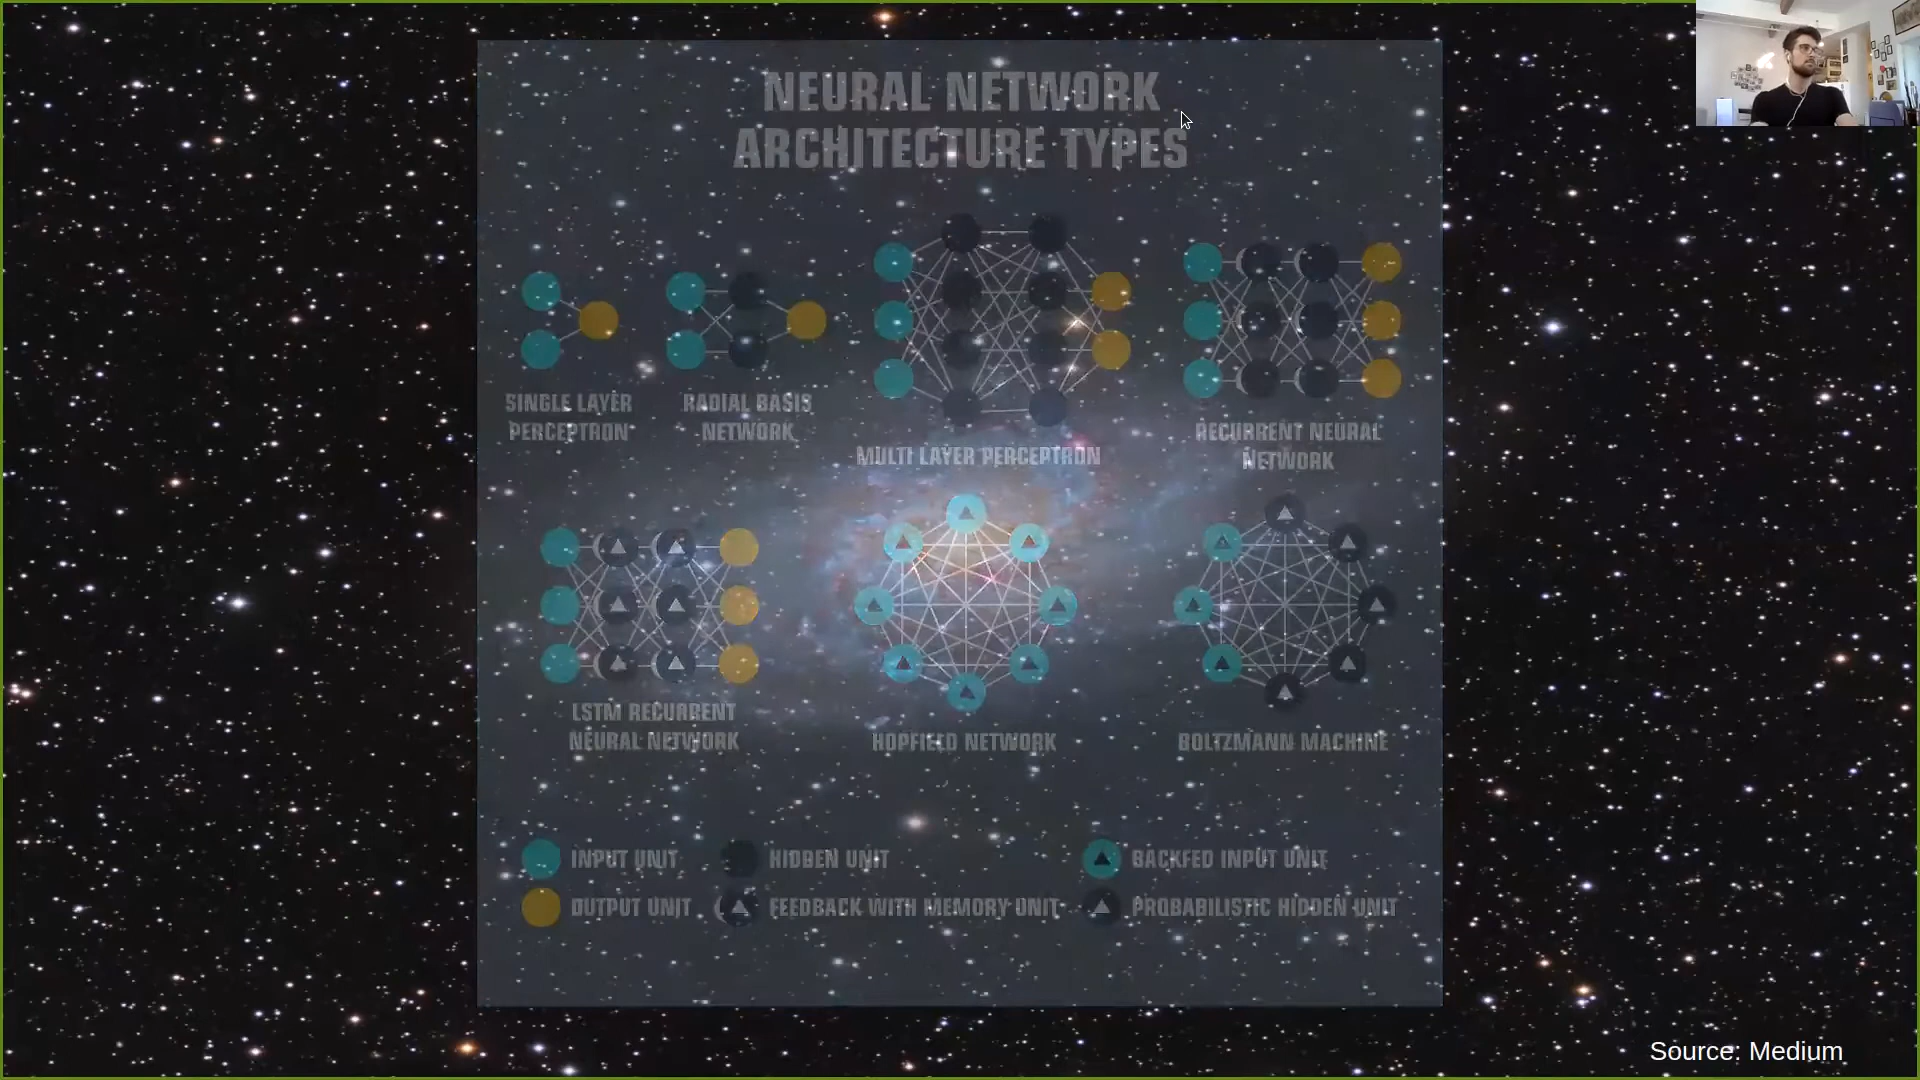 NEURAL NETWORK
ARCHITECTURE TYPES
SINGLE LAYER
PERCEPTRON
RADIAL BASIS
NETWORK
MULTI LAYER PERCEPTRON
RECURRENT NEURAL
NETWORK
LSTM RECURRENT
NEURAL NETWORK
HOPFIELD NETWORK
BOLTZMANN MACHINE
INPUT UNIT
HIDDEN UNIT
BACKFED INPUT UNIT
OUTPUT UNIT
FEEDBACK WITH MEMORY UNIT
PROBABILISTIC HIDDEN UNIT
Source: Medium